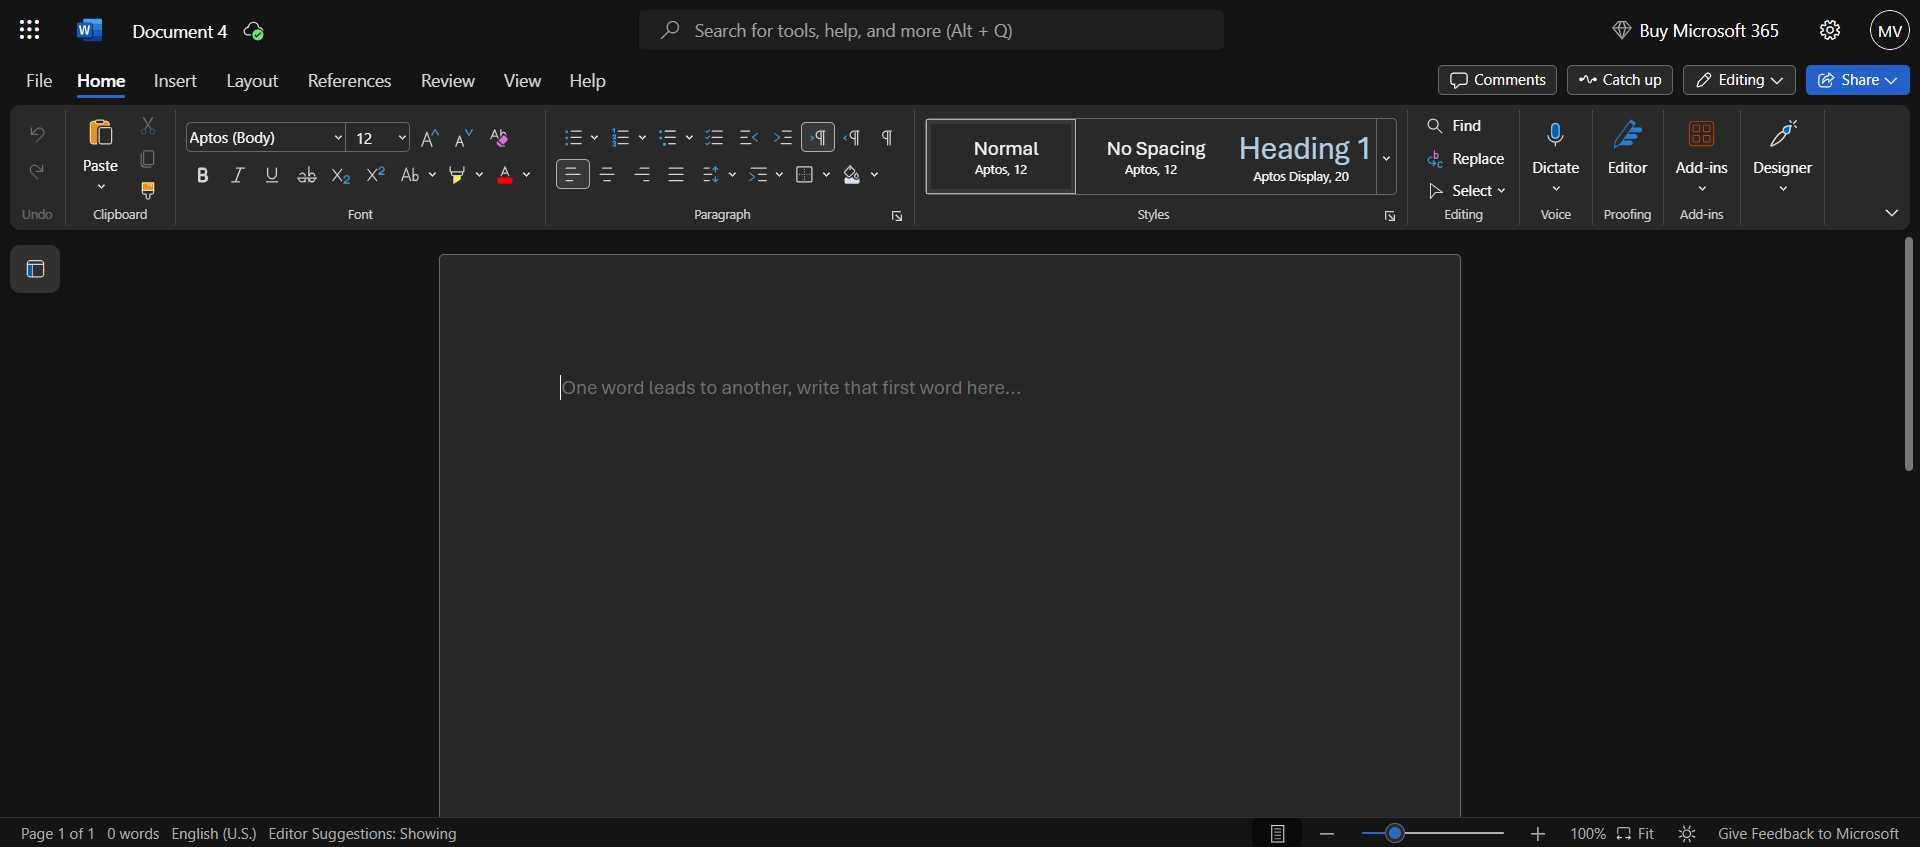 W Document 4 Search for tools, help, and more (Alt + Q) Buy Microsoft 365 MV
File Home Insert Layout References Review View Help Comments Catch up Editing Share
Paste
Clipboard
Undo
Aptos (Body) 12
B I U ab X₂ X² Ab A
Font
Paragraph
Normal
Aptos, 12
No Spacing
Aptos, 12
Heading 1
Aptos Display, 20
Styles
Find
Replace
Select
Editing
Dictate
Voice
Editor
Proofing
Add-ins
Add-ins
Designer
One word leads to another, write that first word here...
Page 1 of 1 0 words English (U.S.) Editor Suggestions: Showing 100% Fit Give Feedback to Microsoft